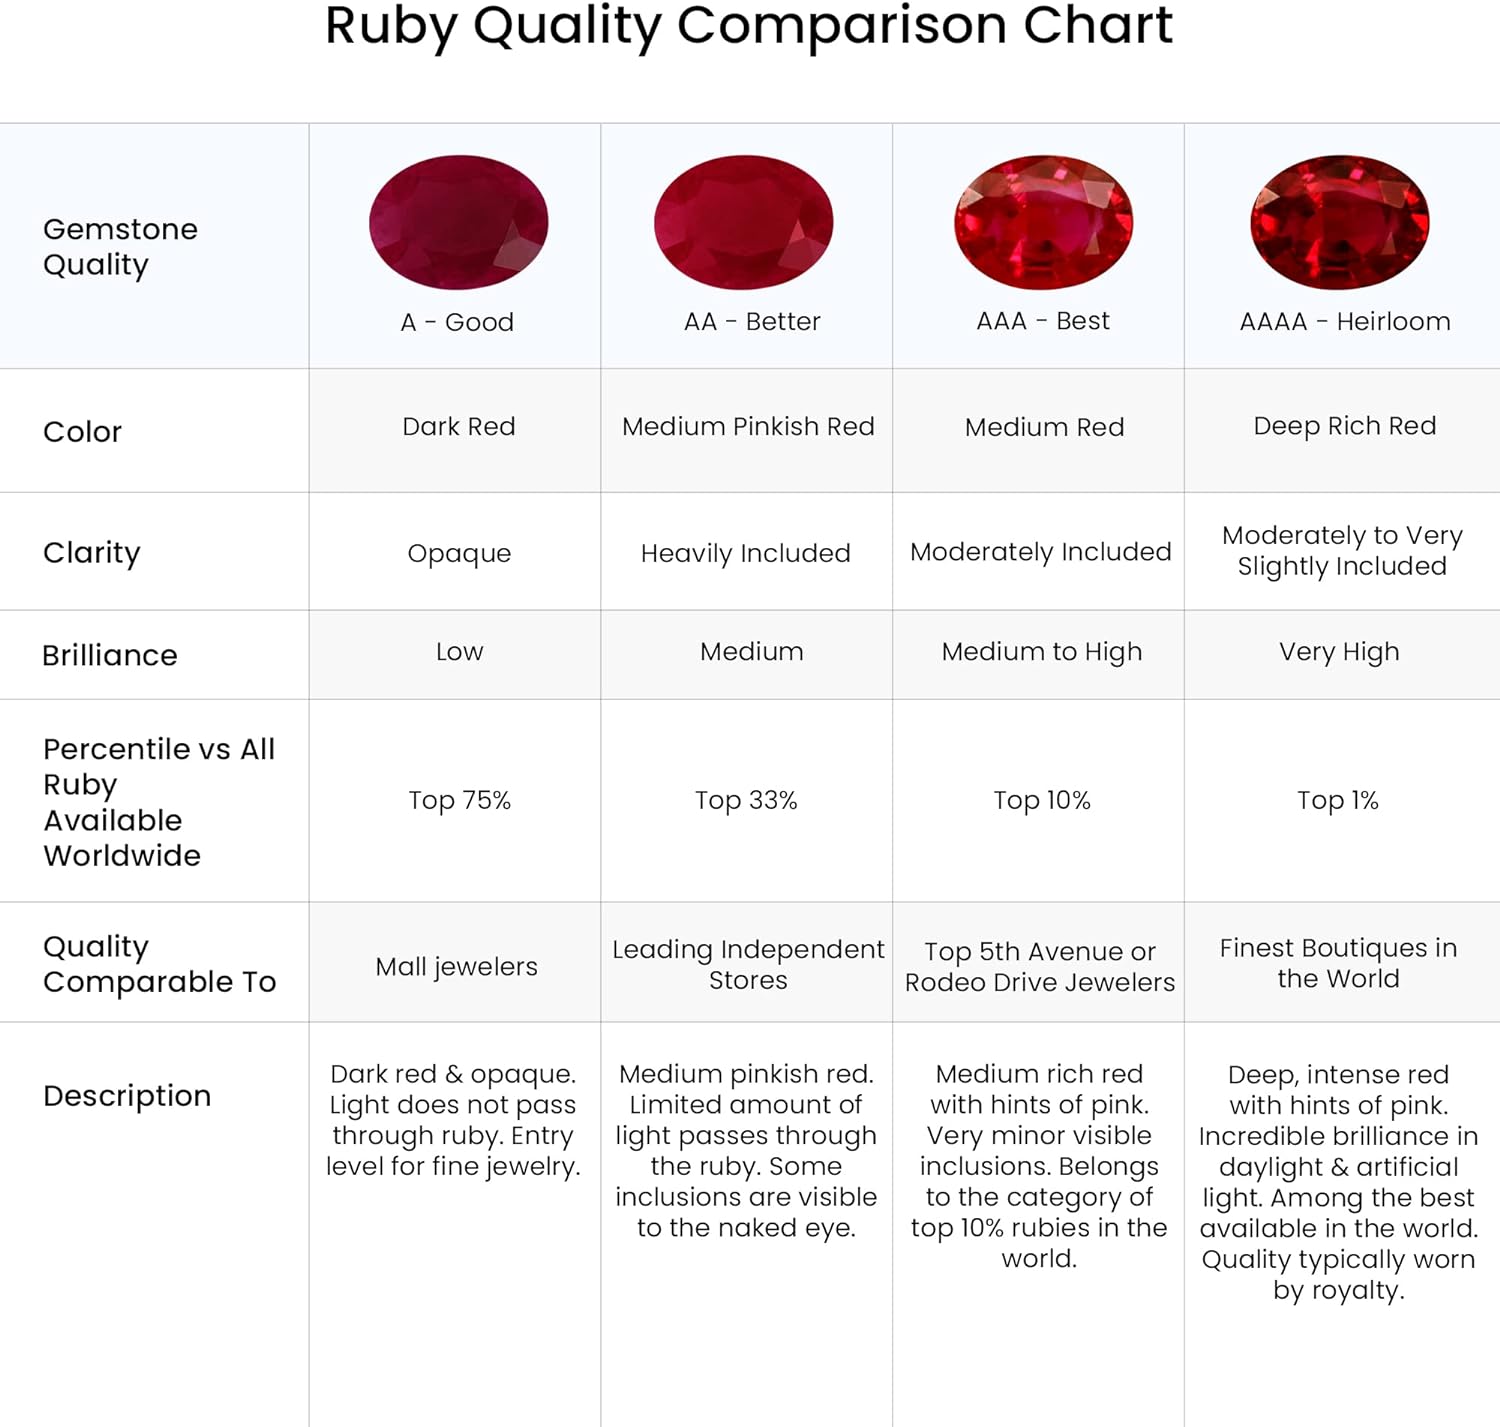 Ruby Quality Comparison Chart
Gemstone
Quality
A - Good
AA - Better
AAA - Best
AAAA - Heirloom
Color
Dark Red
Medium Pinkish Red
Medium Red
Deep Rich Red
Clarity
Opaque
Heavily Included
Moderately Included
Moderately to Very
Slightly Included
Brilliance
Low
Medium
Medium to High
Very High
Percentile vs All
Ruby
Available
Worldwide
Top 75%
Top 33%
Top 10%
Top 1%
Quality
Comparable To
Mall jewelers
Leading Independent
Stores
Top 5th Avenue or
Rodeo Drive Jewelers
Finest Boutiques in
the World
Description
Dark red & opaque.
Light does not pass
through ruby. Entry
level for fine jewelry.
Medium pinkish red.
Limited amount of
light passes through
the ruby. Some
inclusions are visible
to the naked eye.
Medium rich red
with hints of pink.
Very minor visible
inclusions. Belongs
to the category of
top 10% rubies in the
world.
Deep, intense red
with hints of pink.
Incredible brilliance in
daylight & artificial
light. Among the best
available in the world.
Quality typically worn
by royalty.